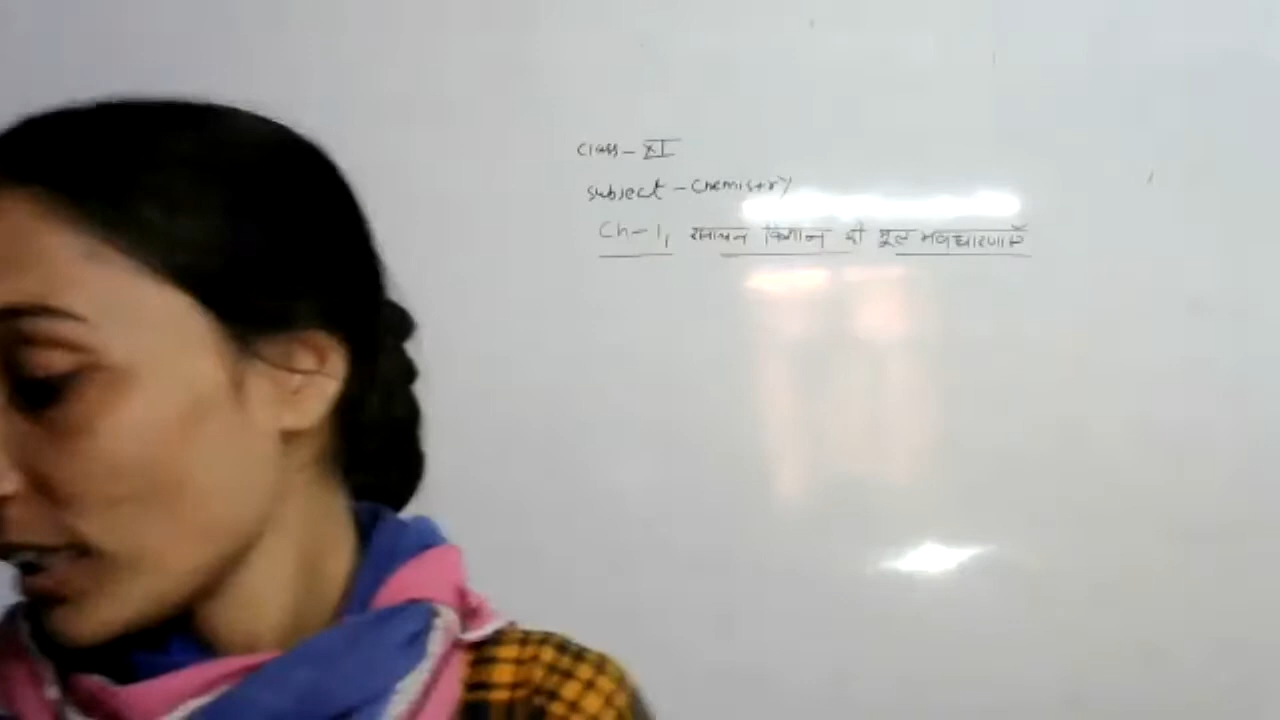 Class - XI
Subject - Chemistry
Ch-1, रसायन विज्ञान की मूल अवधारणाएँ